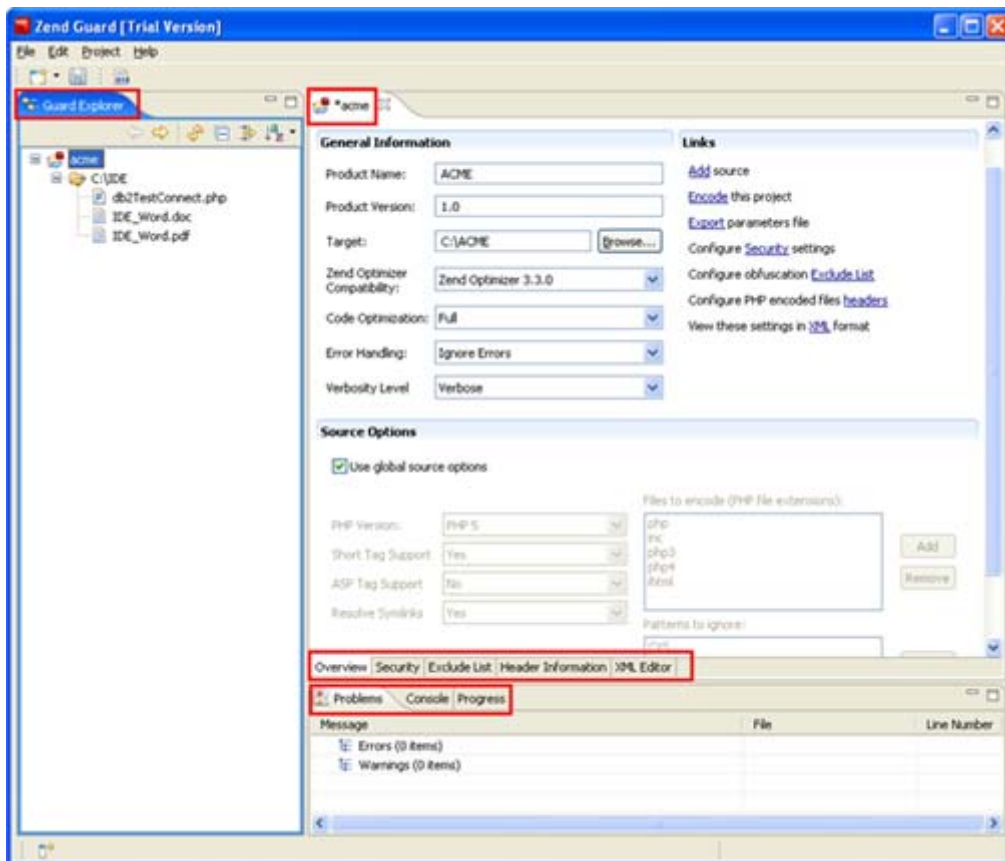 Zend Guard [Trial Version]
File Edit Project Help
Guard Explorer
acme
C:\IDE
db2TestConnect.php
IDE_Word.doc
IDE_Word.pdf
*acme
General Information
Product Name: ACME
Product Version: 1.0
Target: C:\ACME Browse...
Zend Optimizer
Compatibility: Zend Optimizer 3.3.0
Code Optimization: Full
Error Handling: Ignore Errors
Verbosity Level Verbose
Links
Add source
Encode this project
Export parameters file
Configure Security settings
Configure obfuscation Exclude List
Configure PHP encoded files headers
View these settings in XML format
Source Options
Use global source options
PHP Version: PHP 5
Short Tag Support Yes
ASP Tag Support No
Resolve Symlinks Yes
Files to encode (PHP file extensions):
php
inc
php3
php4
phtml
Add
Remove
Patterns to ignore:
Overview Security Exclude List Header Information XML Editor
Problems Console Progress
Message File Line Number
Errors (0 items)
Warnings (0 items)